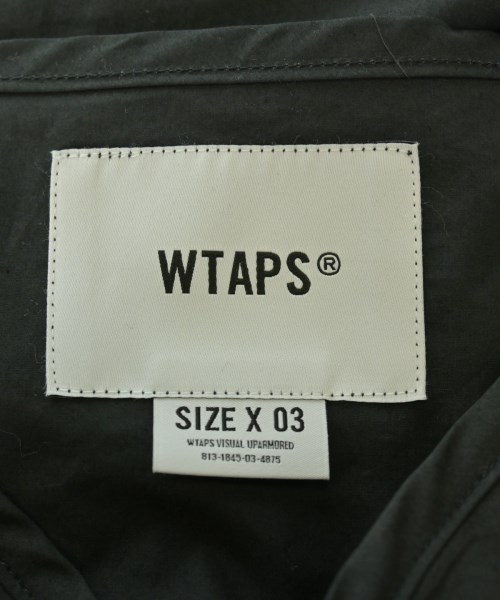 WTAPS®
SIZE X 03
WTAPS VISUAL UPARMORED
813-1845-03-4875